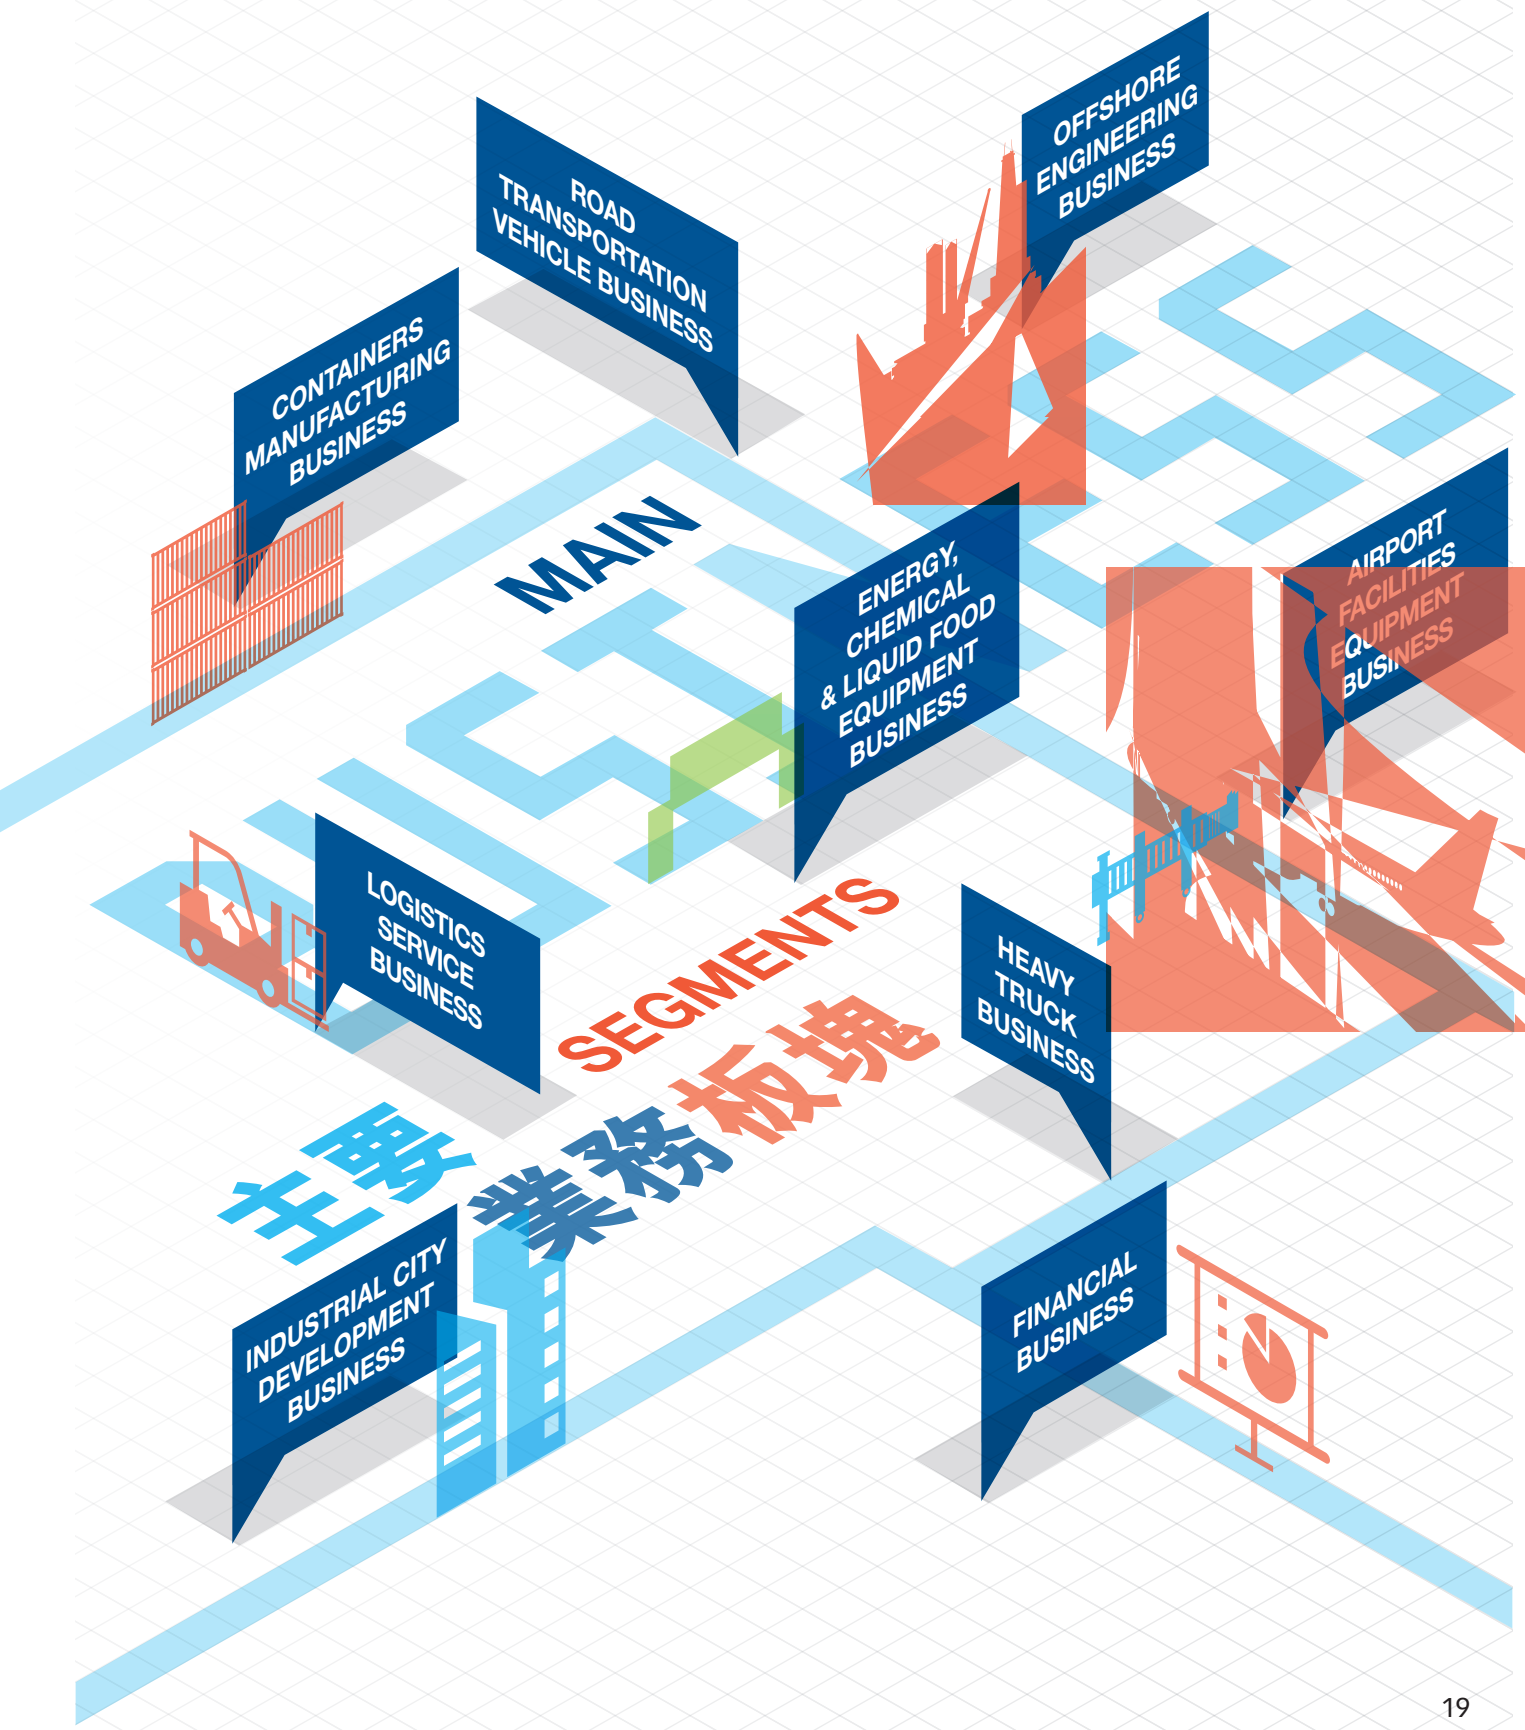 OFFSHORE
ENGINEERING
BUSINESS
ROAD
TRANSPORTATION
VEHICLE BUSINESS
CONTAINERS
MANUFACTURING
BUSINESS
MAIN
ENERGY,
CHEMICAL
& LIQUID FOOD
EQUIPMENT
BUSINESS
AIRPORT
FACILITIES
EQUIPMENT
BUSINESS
LOGISTICS
SERVICE
BUSINESS
SEGMENTS
HEAVY
TRUCK
BUSINESS
主要業務板塊
INDUSTRIAL CITY
DEVELOPMENT
BUSINESS
FINANCIAL
BUSINESS
19